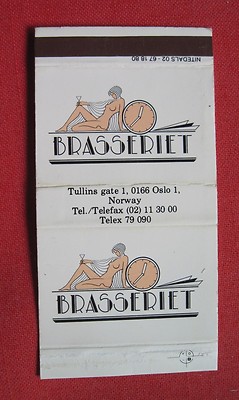 NITEDALS 02 - 67 18 80
BRASSERIET
Tullins gate 1, 0166 Oslo 1,
Norway
Tel./Telefax (02) 11 30 00
Telex 79 090
BRASSERIET